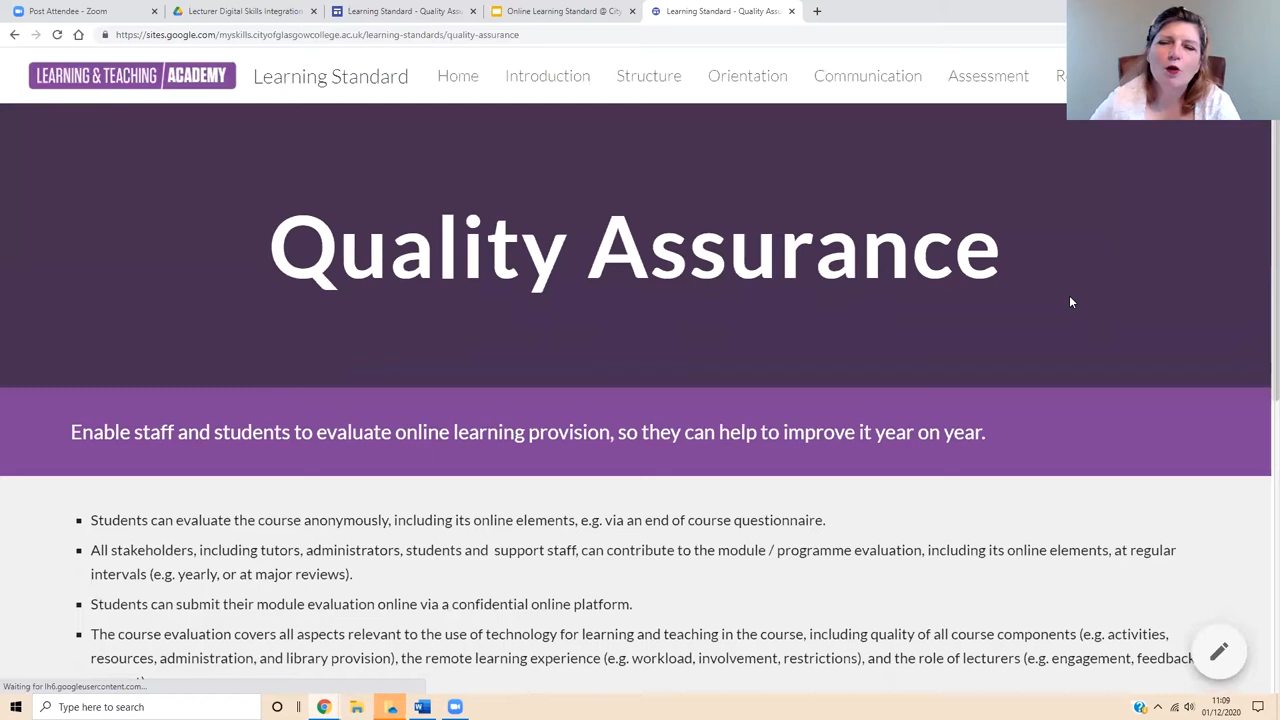 Post Attendee - Zoom
Lecturer Digital Skills Integration
Learning Standard - Quality Assu
Online Learning Standard @ City
Learning Standard - Quality Assu
https://sites.google.com/myskills.cityofglasgowcollege.ac.uk/learning-standards/quality-assurance
LEARNING & TEACHING ACADEMY Learning Standard Home Introduction Structure Orientation Communication Assessment
Quality Assurance
Enable staff and students to evaluate online learning provision, so they can help to improve it year on year.
▪ Students can evaluate the course anonymously, including its online elements, e.g. via an end of course questionnaire.
▪ All stakeholders, including tutors, administrators, students and support staff, can contribute to the module / programme evaluation, including its online elements, at regular
intervals (e.g. yearly, or at major reviews).
▪ Students can submit their module evaluation online via a confidential online platform.
▪ The course evaluation covers all aspects relevant to the use of technology for learning and teaching in the course, including quality of all course components (e.g. activities,
resources, administration, and library provision), the remote learning experience (e.g. workload, involvement, restrictions), and the role of lecturers (e.g. engagement, feedback
Waiting for lh6.googleusercontent.com...
Type here to search
11:09
01/12/2020